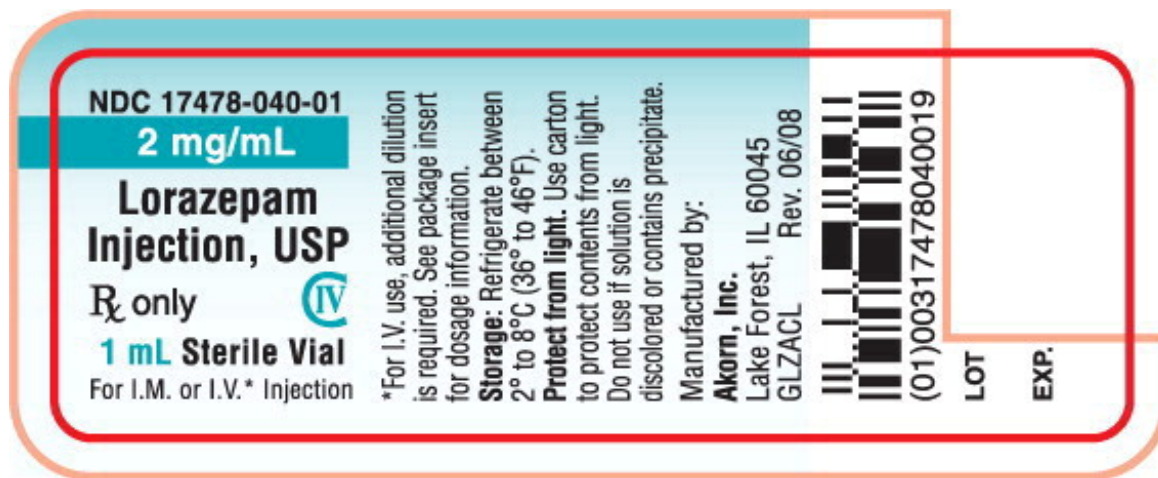 NDC 17478-040-01
2 mg/mL
Lorazepam
Injection, USP
Rx only
CIV
1 mL Sterile Vial
For I.M. or I.V.* Injection
*For I.V. use, additional dilution
is required. See package insert
for dosage information.
Storage: Refrigerate between
2° to 8°C (36° to 46°F).
Protect from light. Use carton
to protect contents from light.
Do not use if solution is
discolored or contains precipitate.
Manufactured by:
Akorn, Inc.
Lake Forest, IL 60045
GLZACL Rev. 06/08
(01)00317478040019
LOT
EXP.